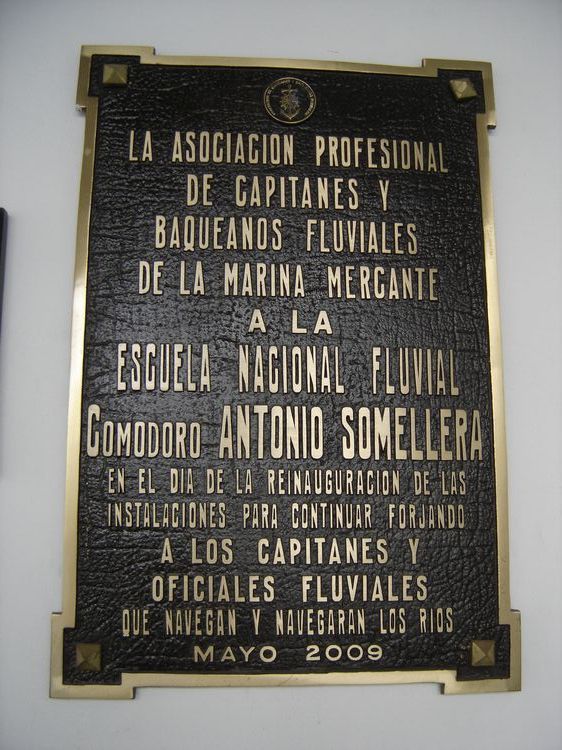 LA ASOCIACION PROFESIONAL
DE CAPITANES Y
BAQUEANOS FLUVIALES
DE LA MARINA MERCANTE
A LA
ESCUELA NACIONAL FLUVIAL
COMODORO ANTONIO SOMELLERA
EN EL DIA DE LA REINAUGURACION DE LAS
INSTALACIONES PARA CONTINUAR FORJANDO
A LOS CAPITANES Y
OFICIALES FLUVIALES
QUE NAVEGAN Y NAVEGARAN LOS RIOS
MAYO 2009